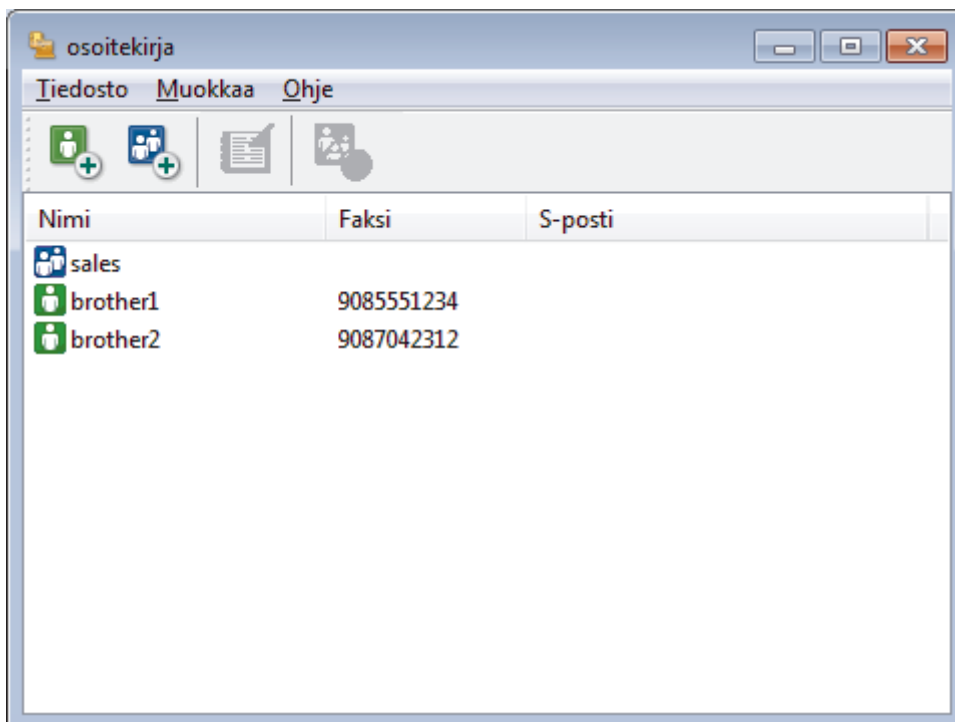 osoitekirja
Tiedosto Muokkaa Ohje
Nimi Faksi S-posti
sales
brother1 9085551234
brother2 9087042312